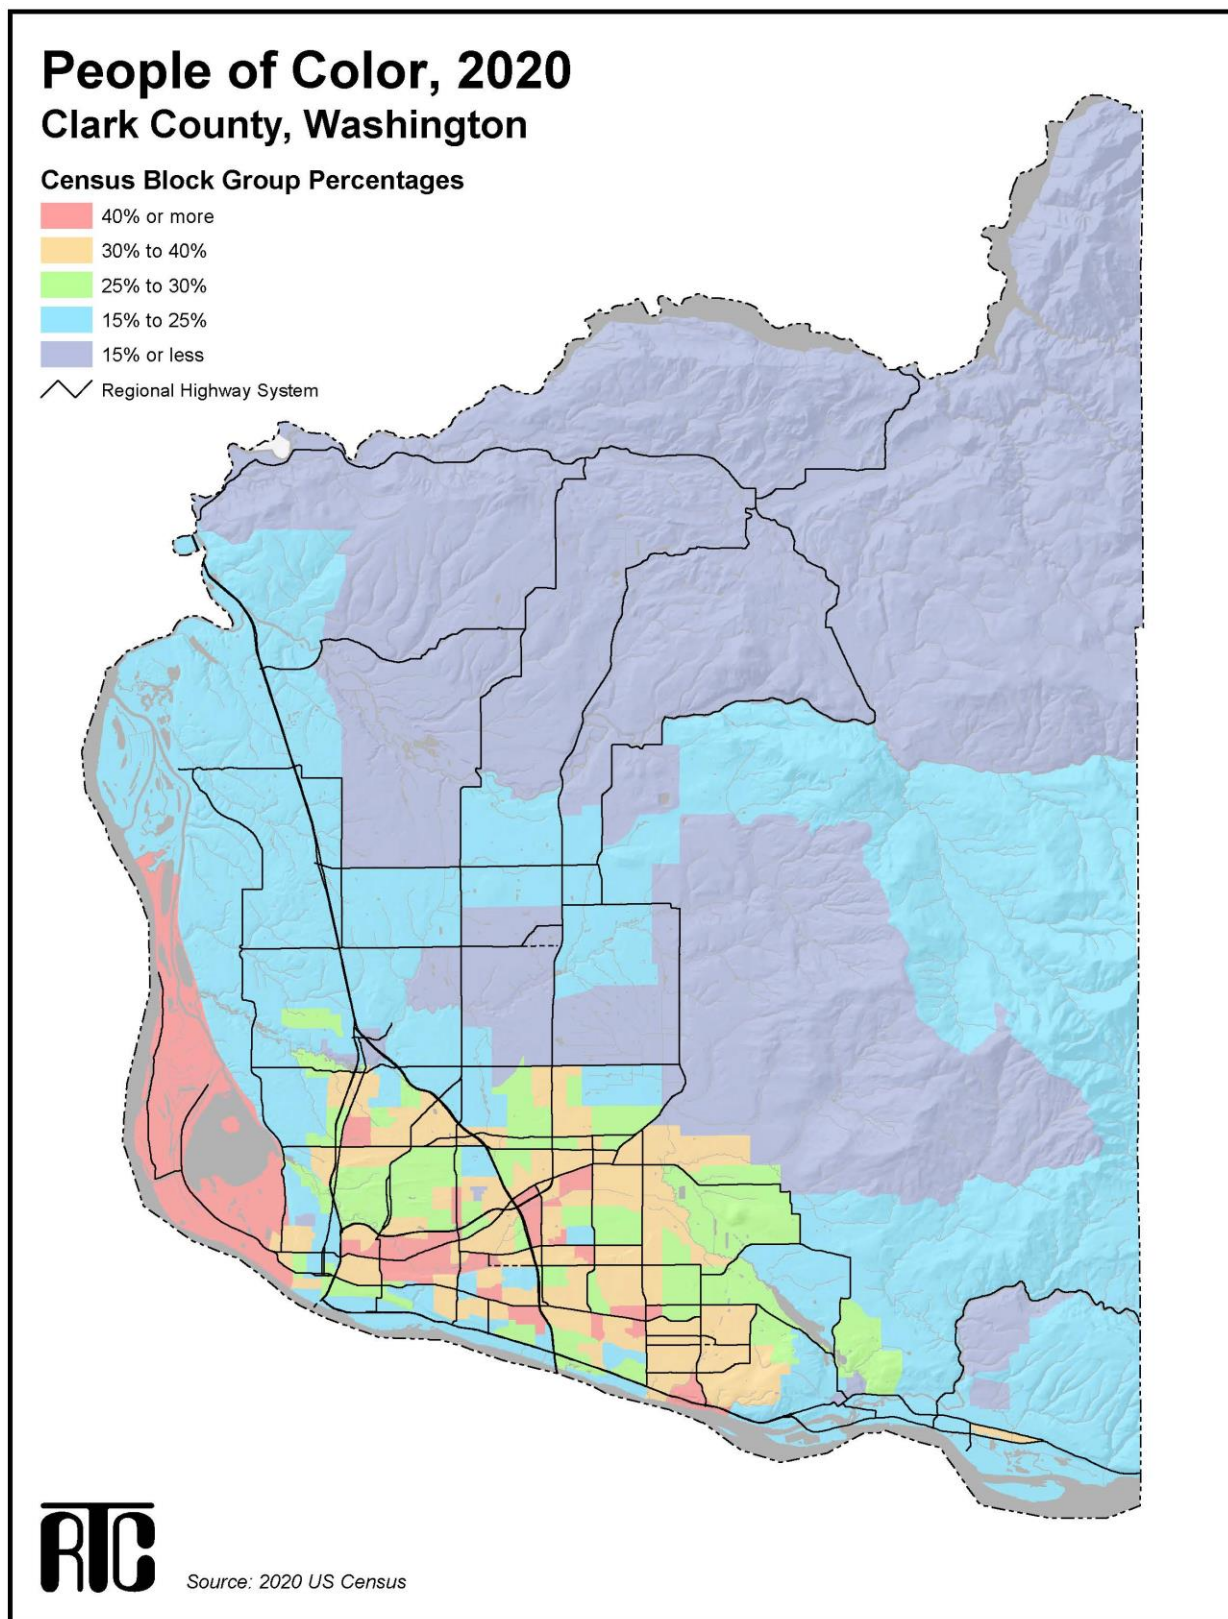 People of Color, 2020
Clark County, Washington
Census Block Group Percentages
40% or more
30% to 40%
25% to 30%
15% to 25%
15% or less
Regional Highway System
RTC
Source: 2020 US Census